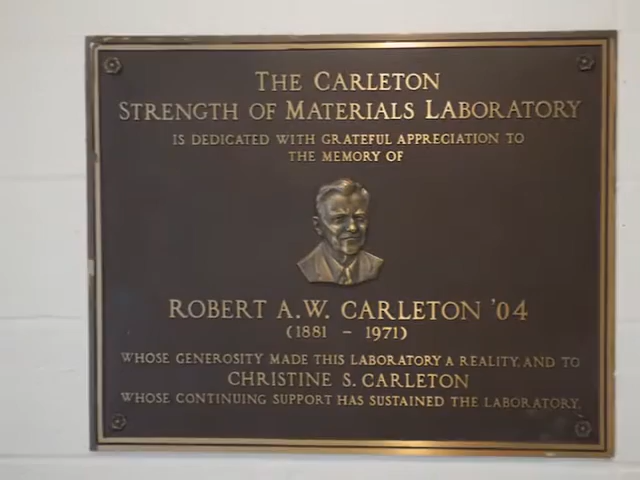 THE CARLETON
STRENGTH OF MATERIALS LABORATORY
IS DEDICATED WITH GRATEFUL APPRECIATION TO
THE MEMORY OF
ROBERT A.W. CARLETON '04
(1881 - 1971)
WHOSE GENEROSITY MADE THIS LABORATORY A REALITY, AND TO
CHRISTINE S. CARLETON
WHOSE CONTINUING SUPPORT HAS SUSTAINED THE LABORATORY.